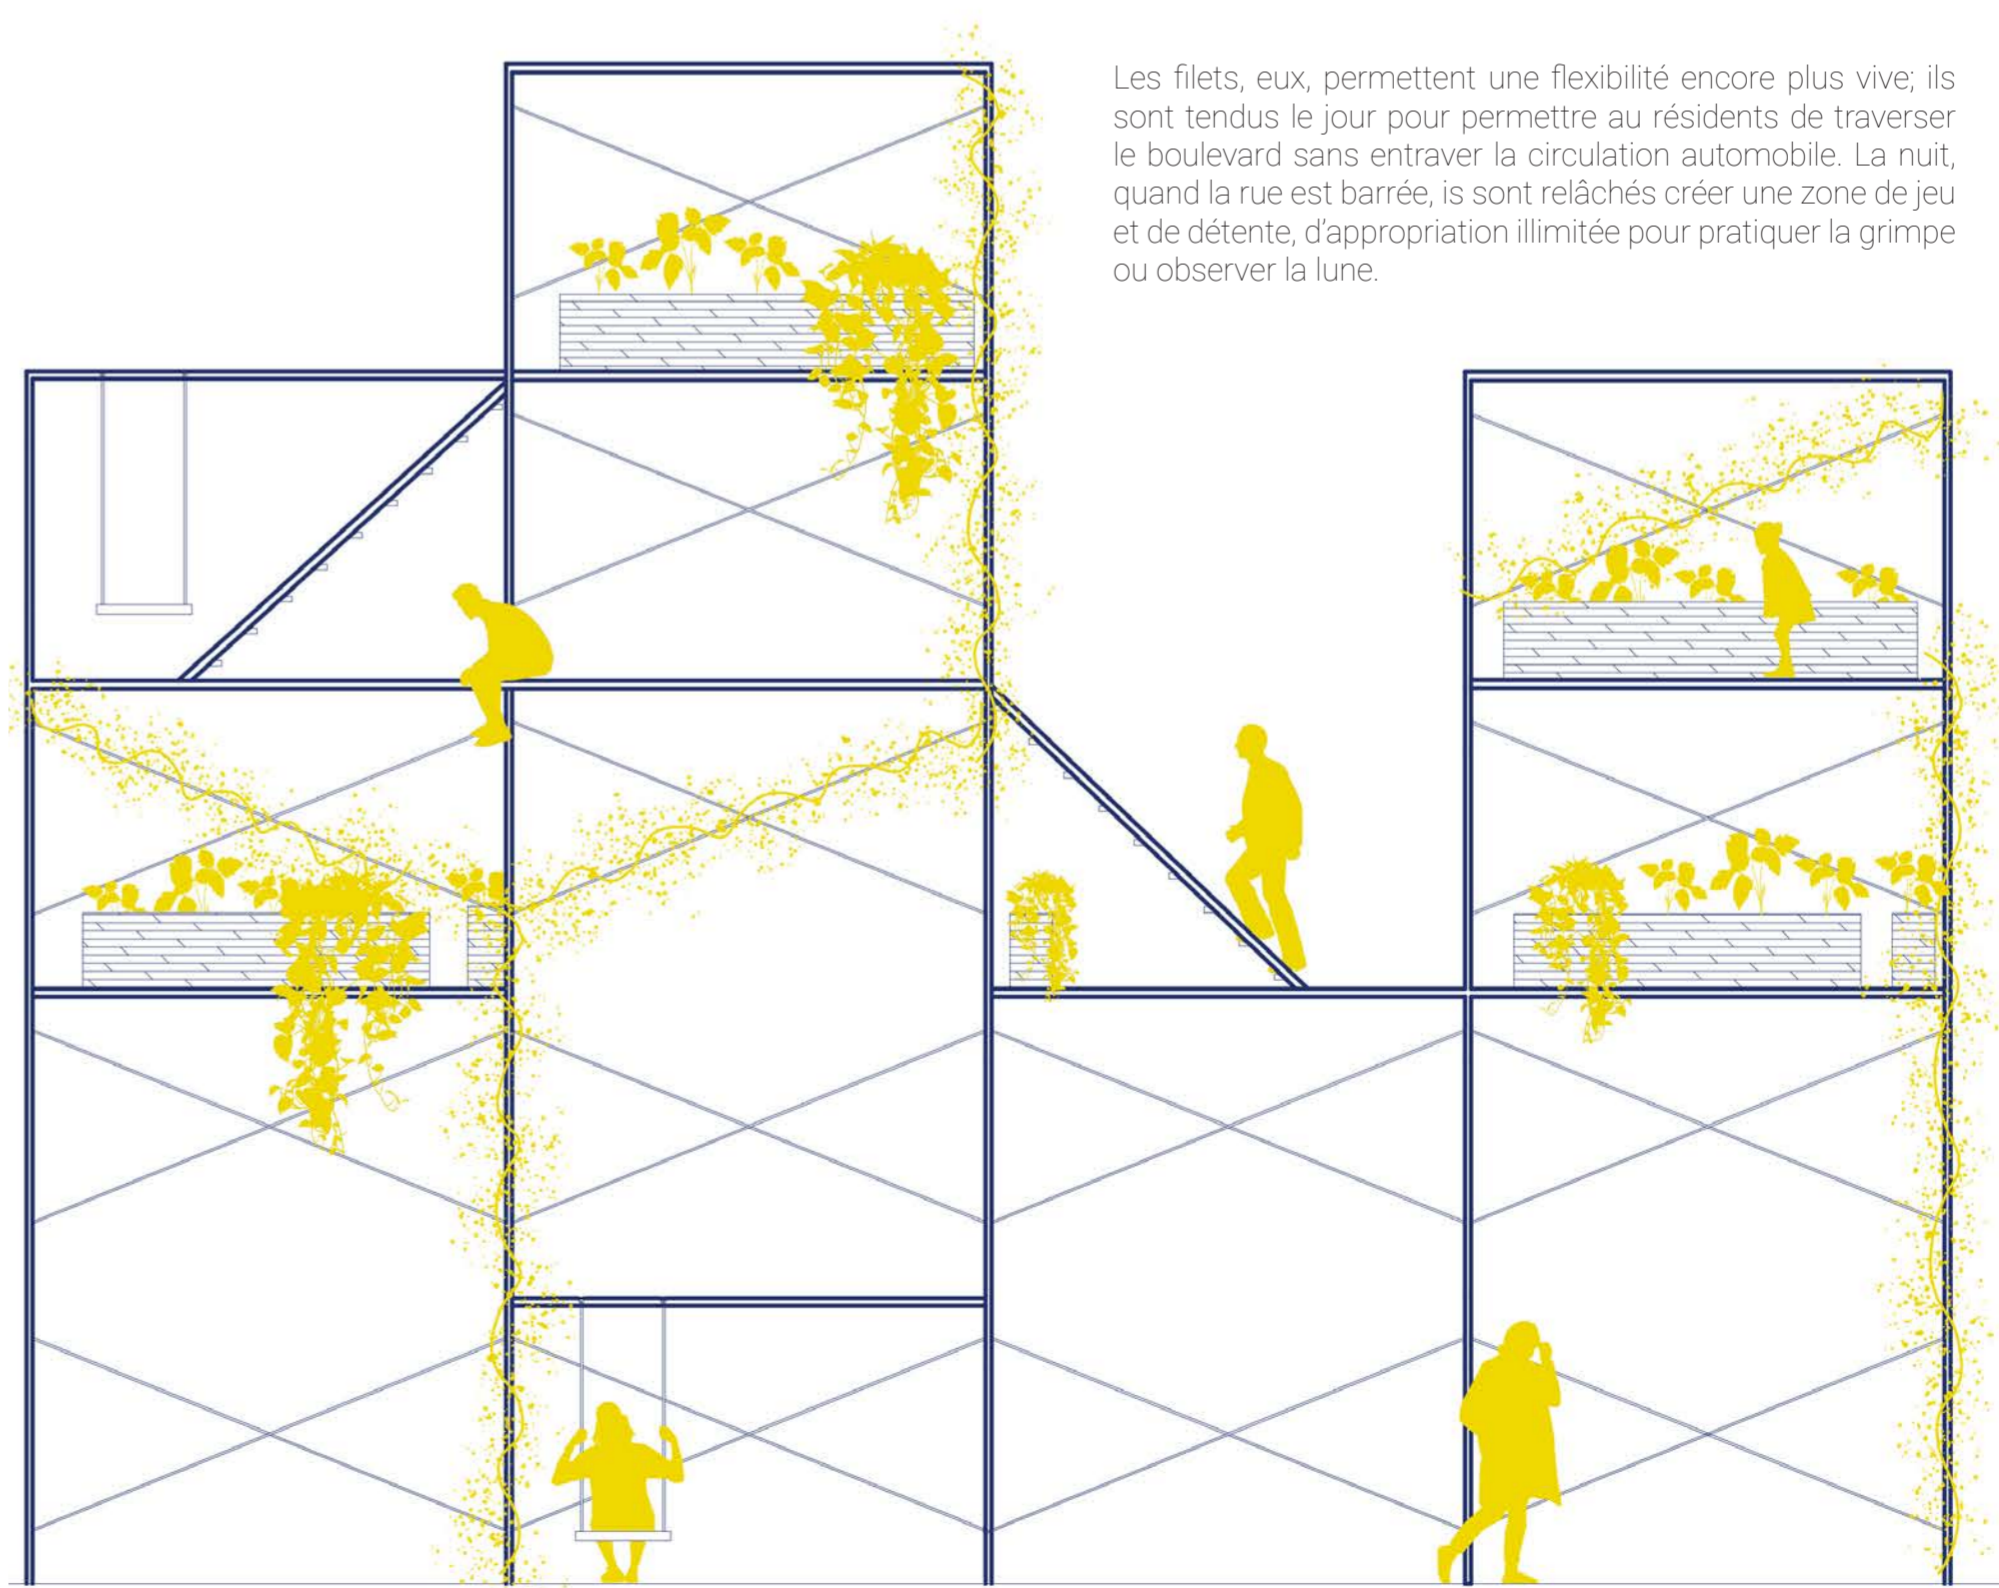 Les filets, eux, permettent une flexibilité encore plus vive; ils
sont tendus le jour pour permettre au résidents de traverser
le boulevard sans entraver la circulation automobile. La nuit,
quand la rue est barrée, is sont relâchés créer une zone de jeu
et de détente, d'appropriation illimitée pour pratiquer la grimpe
ou observer la lune.